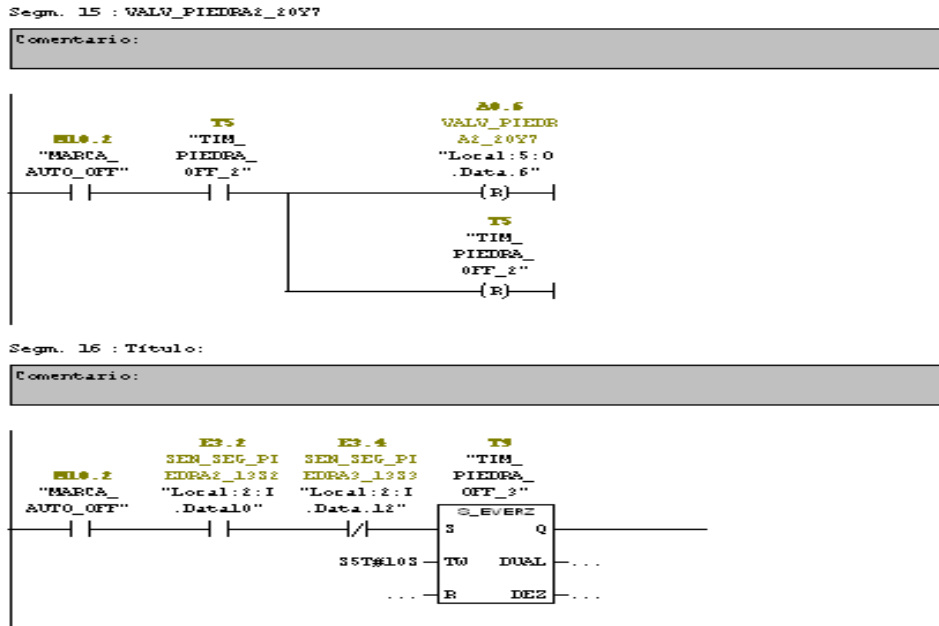 Segm. 15 : VALV_PIEDRA2_20Y7
Comentario:
A0.6
T5 VALV_PIEDR
M10.2 "TIM_ A2_20Y7
"MARCA_ PIEDRA_ "Local:5:O
AUTO_OFF" OFF_2" .Data.6"
(R)
T5
"TIM_
PIEDRA_
OFF_2"
(R)
Segm. 16 : Título:
Comentario:
E3.2 E3.4 T9
SEN_SEG_PI SEN_SEG_PI "TIM_
M10.2 EDRA2_13S2 EDRA3_13S3 PIEDRA_
"MARCA_ "Local:2:I "Local:2:I OFF_3"
AUTO_OFF" .Data10" .Data.12" S_EVERZ
S Q
S5T#10S TW DUAL ...
... R DEZ ...